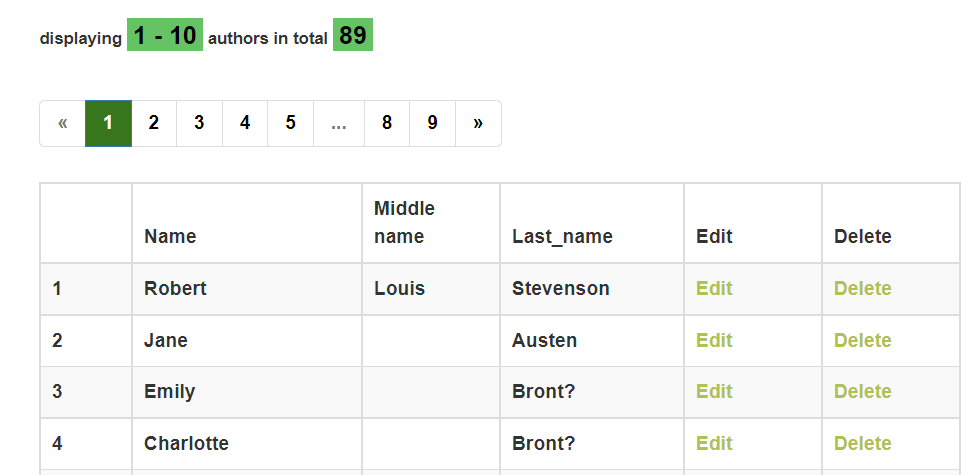 displaying 1 - 10 authors in total 89
« 1 2 3 4 5 ... 8 9 »
Name Middle name Last_name Edit Delete
1 Robert Louis Stevenson Edit Delete
2 Jane Austen Edit Delete
3 Emily Bront? Edit Delete
4 Charlotte Bront? Edit Delete